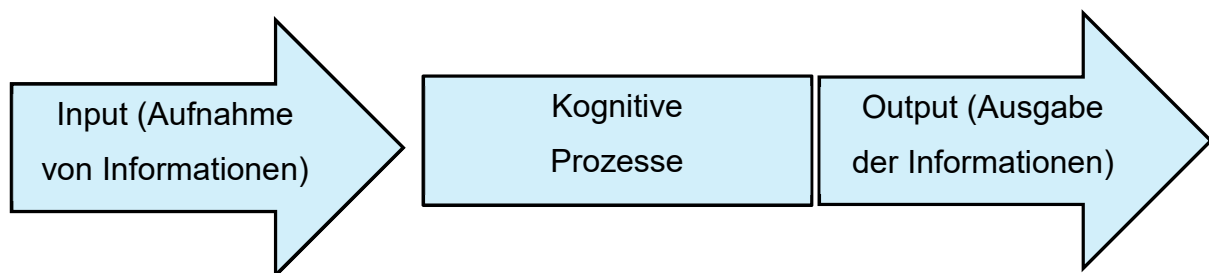 Input (Aufnahme
von Informationen)
Kognitive
Prozesse
Output (Ausgabe
der Informationen)